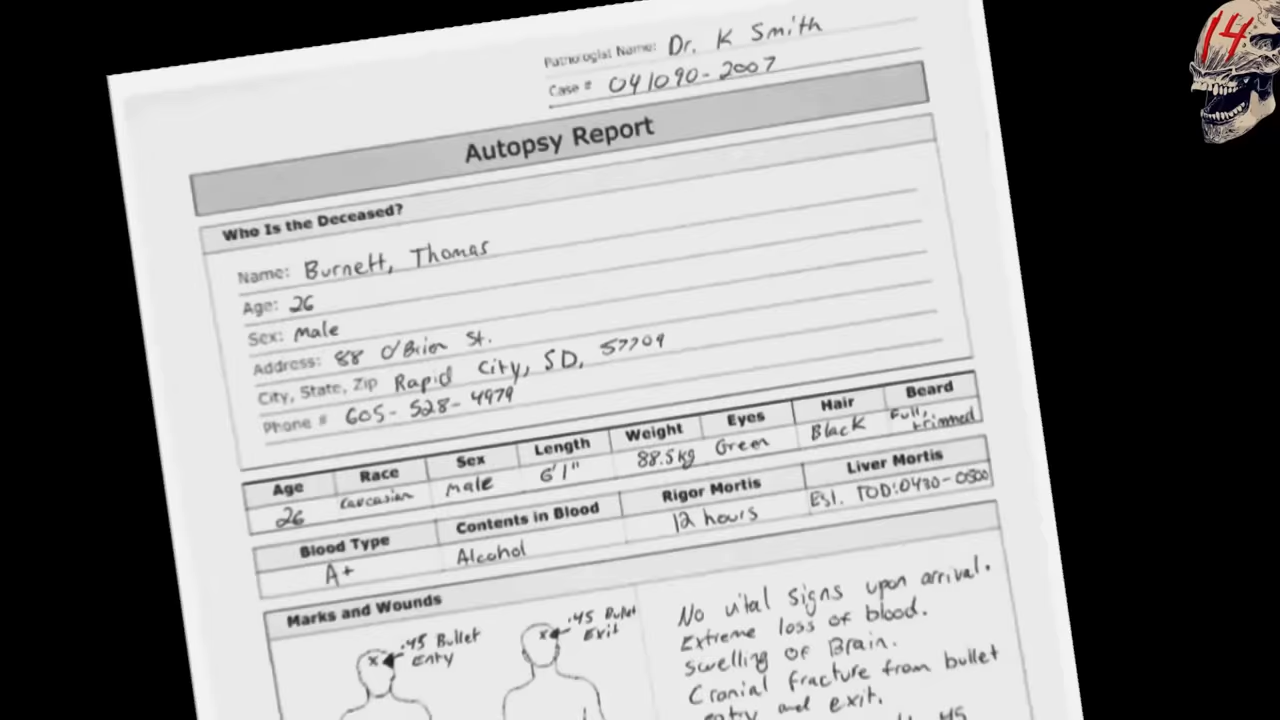 14
Pathologist Name: Dr. K Smith
Case # 041090-2007
Autopsy Report
Who Is the Deceased?
Name: Burnett, Thomas
Age: 26
Sex: Male
Address: 88 O'Brien St.
City, State, Zip Rapid City, SD, 57709
Phone # 605-528-4979
Age Race Sex Length Weight Eyes Hair Beard
26 Caucasian Male 6'1" 88.5kg Green Black Full, trimmed
Blood Type Contents in Blood Rigor Mortis Liver Mortis
A+ Alcohol 12 hours Est. TOD:0430-0500
Marks and Wounds
.45 Bullet
Entry
.45 Bullet
Exit
No vital signs upon arrival.
Extreme loss of blood.
Swelling of Brain.
Cranial fracture from bullet
entry and exit.
.45